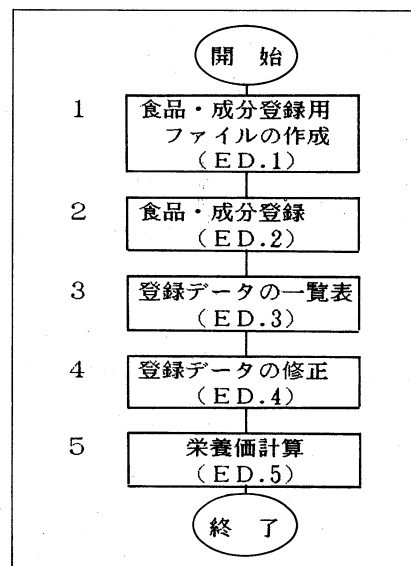 開 始
1
食品・成分登録用
ファイルの作成
(ED.1)
2
食品・成分登録
(ED.2)
3
登録データの一覧表
(ED.3)
4
登録データの修正
(ED.4)
5
栄養価計算
(ED.5)
終 了